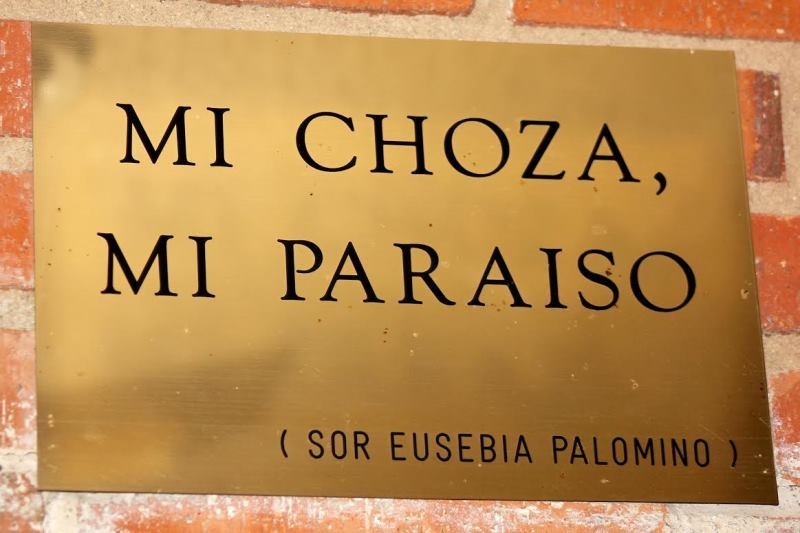 MI CHOZA,
MI PARAISO
( SOR EUSEBIA PALOMINO )